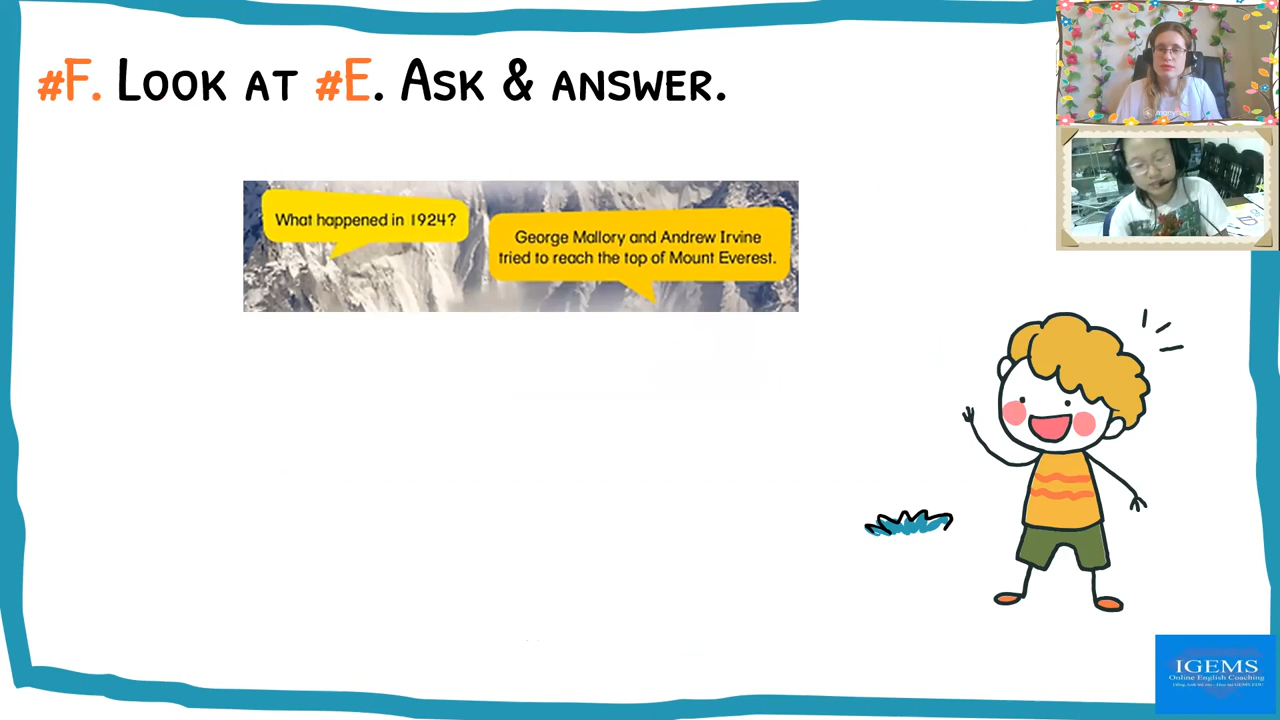 #F. LOOK AT #E. ASK & ANSWER.
What happened in 1924?
George Mallory and Andrew Irvine
tried to reach the top of Mount Everest.
IGEMS
Online English Coaching